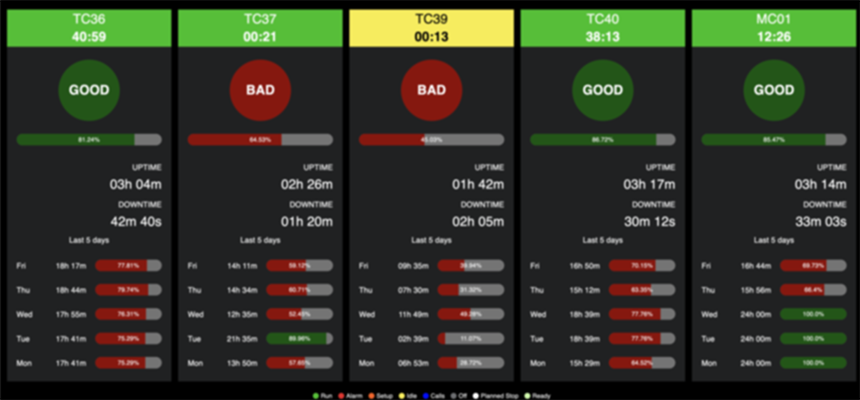 TC36
40:59
GOOD
81.24%
UPTIME
03h 04m
DOWNTIME
42m 40s
Last 5 days
Fri 18h 17m 77.81%
Thu 18h 44m 79.74%
Wed 17h 55m 76.31%
Tue 17h 41m 75.29%
Mon 17h 41m 75.29%
TC37
00:21
BAD
64.53%
UPTIME
02h 26m
DOWNTIME
01h 20m
Last 5 days
Fri 14h 11m 59.12%
Thu 14h 34m 60.71%
Wed 12h 35m 52.45%
Tue 21h 35m 89.96%
Mon 13h 50m 57.65%
TC39
00:13
BAD
45.03%
UPTIME
01h 42m
DOWNTIME
02h 05m
Last 5 days
Fri 09h 35m 39.94%
Thu 07h 30m 31.32%
Wed 11h 49m 49.28%
Tue 02h 39m 11.07%
Mon 06h 53m 28.72%
TC40
38:13
GOOD
86.72%
UPTIME
03h 17m
DOWNTIME
30m 12s
Last 5 days
Fri 16h 50m 70.15%
Thu 15h 12m 63.35%
Wed 18h 39m 77.76%
Tue 18h 39m 77.76%
Mon 15h 29m 64.52%
MC01
12:26
GOOD
85.47%
UPTIME
03h 14m
DOWNTIME
33m 03s
Last 5 days
Fri 16h 44m 69.73%
Thu 15h 56m 66.4%
Wed 24h 00m 100.0%
Tue 24h 00m 100.0%
Mon 24h 00m 100.0%
Run Alarm Setup Idle Calls Off Planned Stop Ready